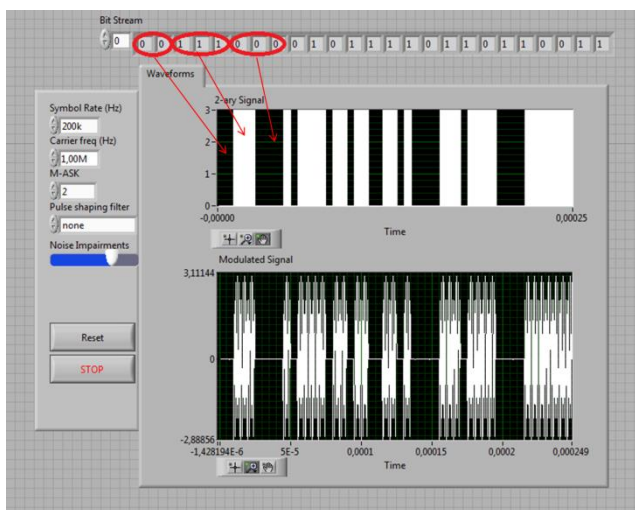 Bit Stream
0 0 0 1 1 1 0 0 0 0 1 0 1 1 1 1 0 1 1 0 1 1 0 0 0 1 1
Waveforms
Symbol Rate (Hz)
200k
Carrier freq (Hz)
1,00M
M-ASK
2
Pulse shaping filter
none
Noise Impairments
Reset
STOP
2-ary Signal
3
2
1
0
-0,00000
0,00025
Time
Modulated Signal
3,11144
0
-2,88856
-1,428194E-6
5E-5
0,0001
0,00015
0,0002
0,000249
Time